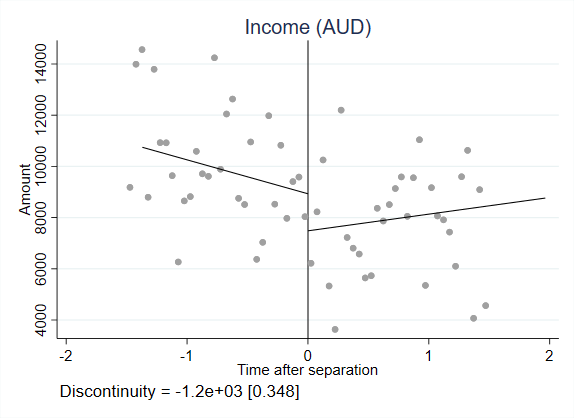 Income (AUD)
Amount
14000
12000
10000
8000
6000
4000
-2
-1
0
1
2
Time after separation
Discontinuity = -1.2e+03 [0.348]